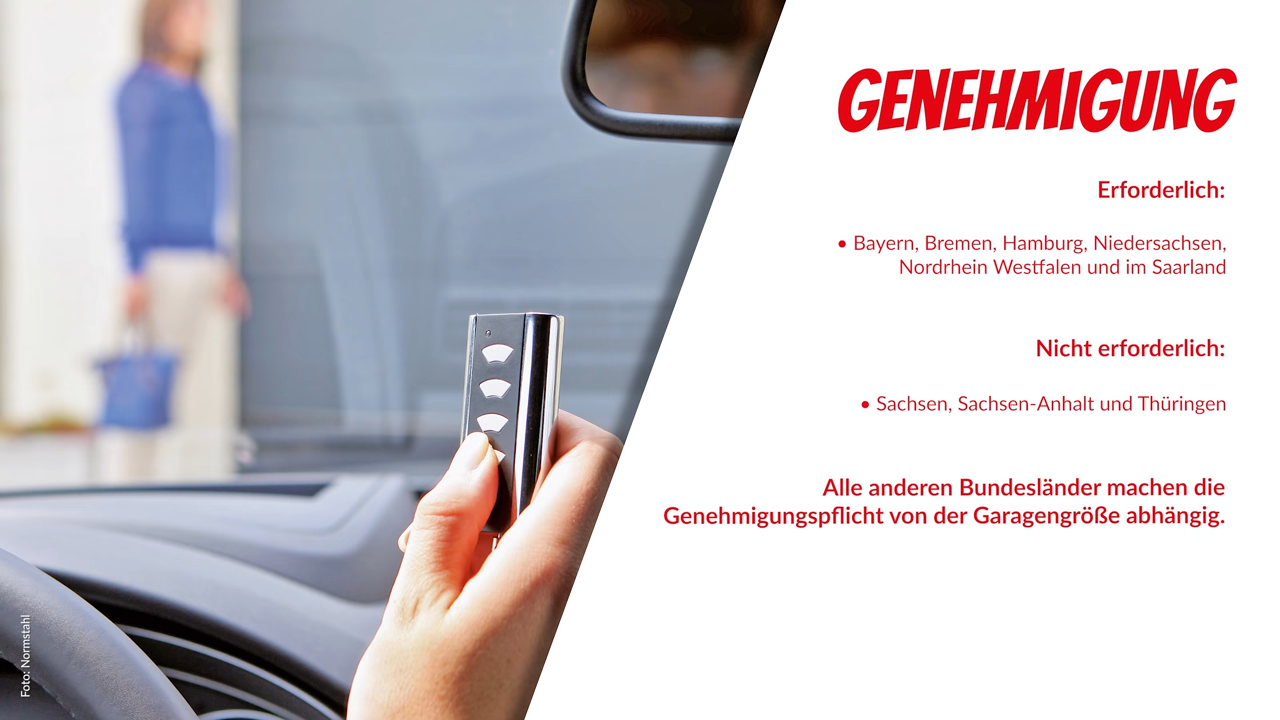 GENEHMIGUNG
Erforderlich:
• Bayern, Bremen, Hamburg, Niedersachsen,
Nordrhein Westfalen und im Saarland
Nicht erforderlich:
• Sachsen, Sachsen-Anhalt und Thüringen
Alle anderen Bundesländer machen die
Genehmigungspflicht von der Garagengröße abhängig.
Foto: Normstahl